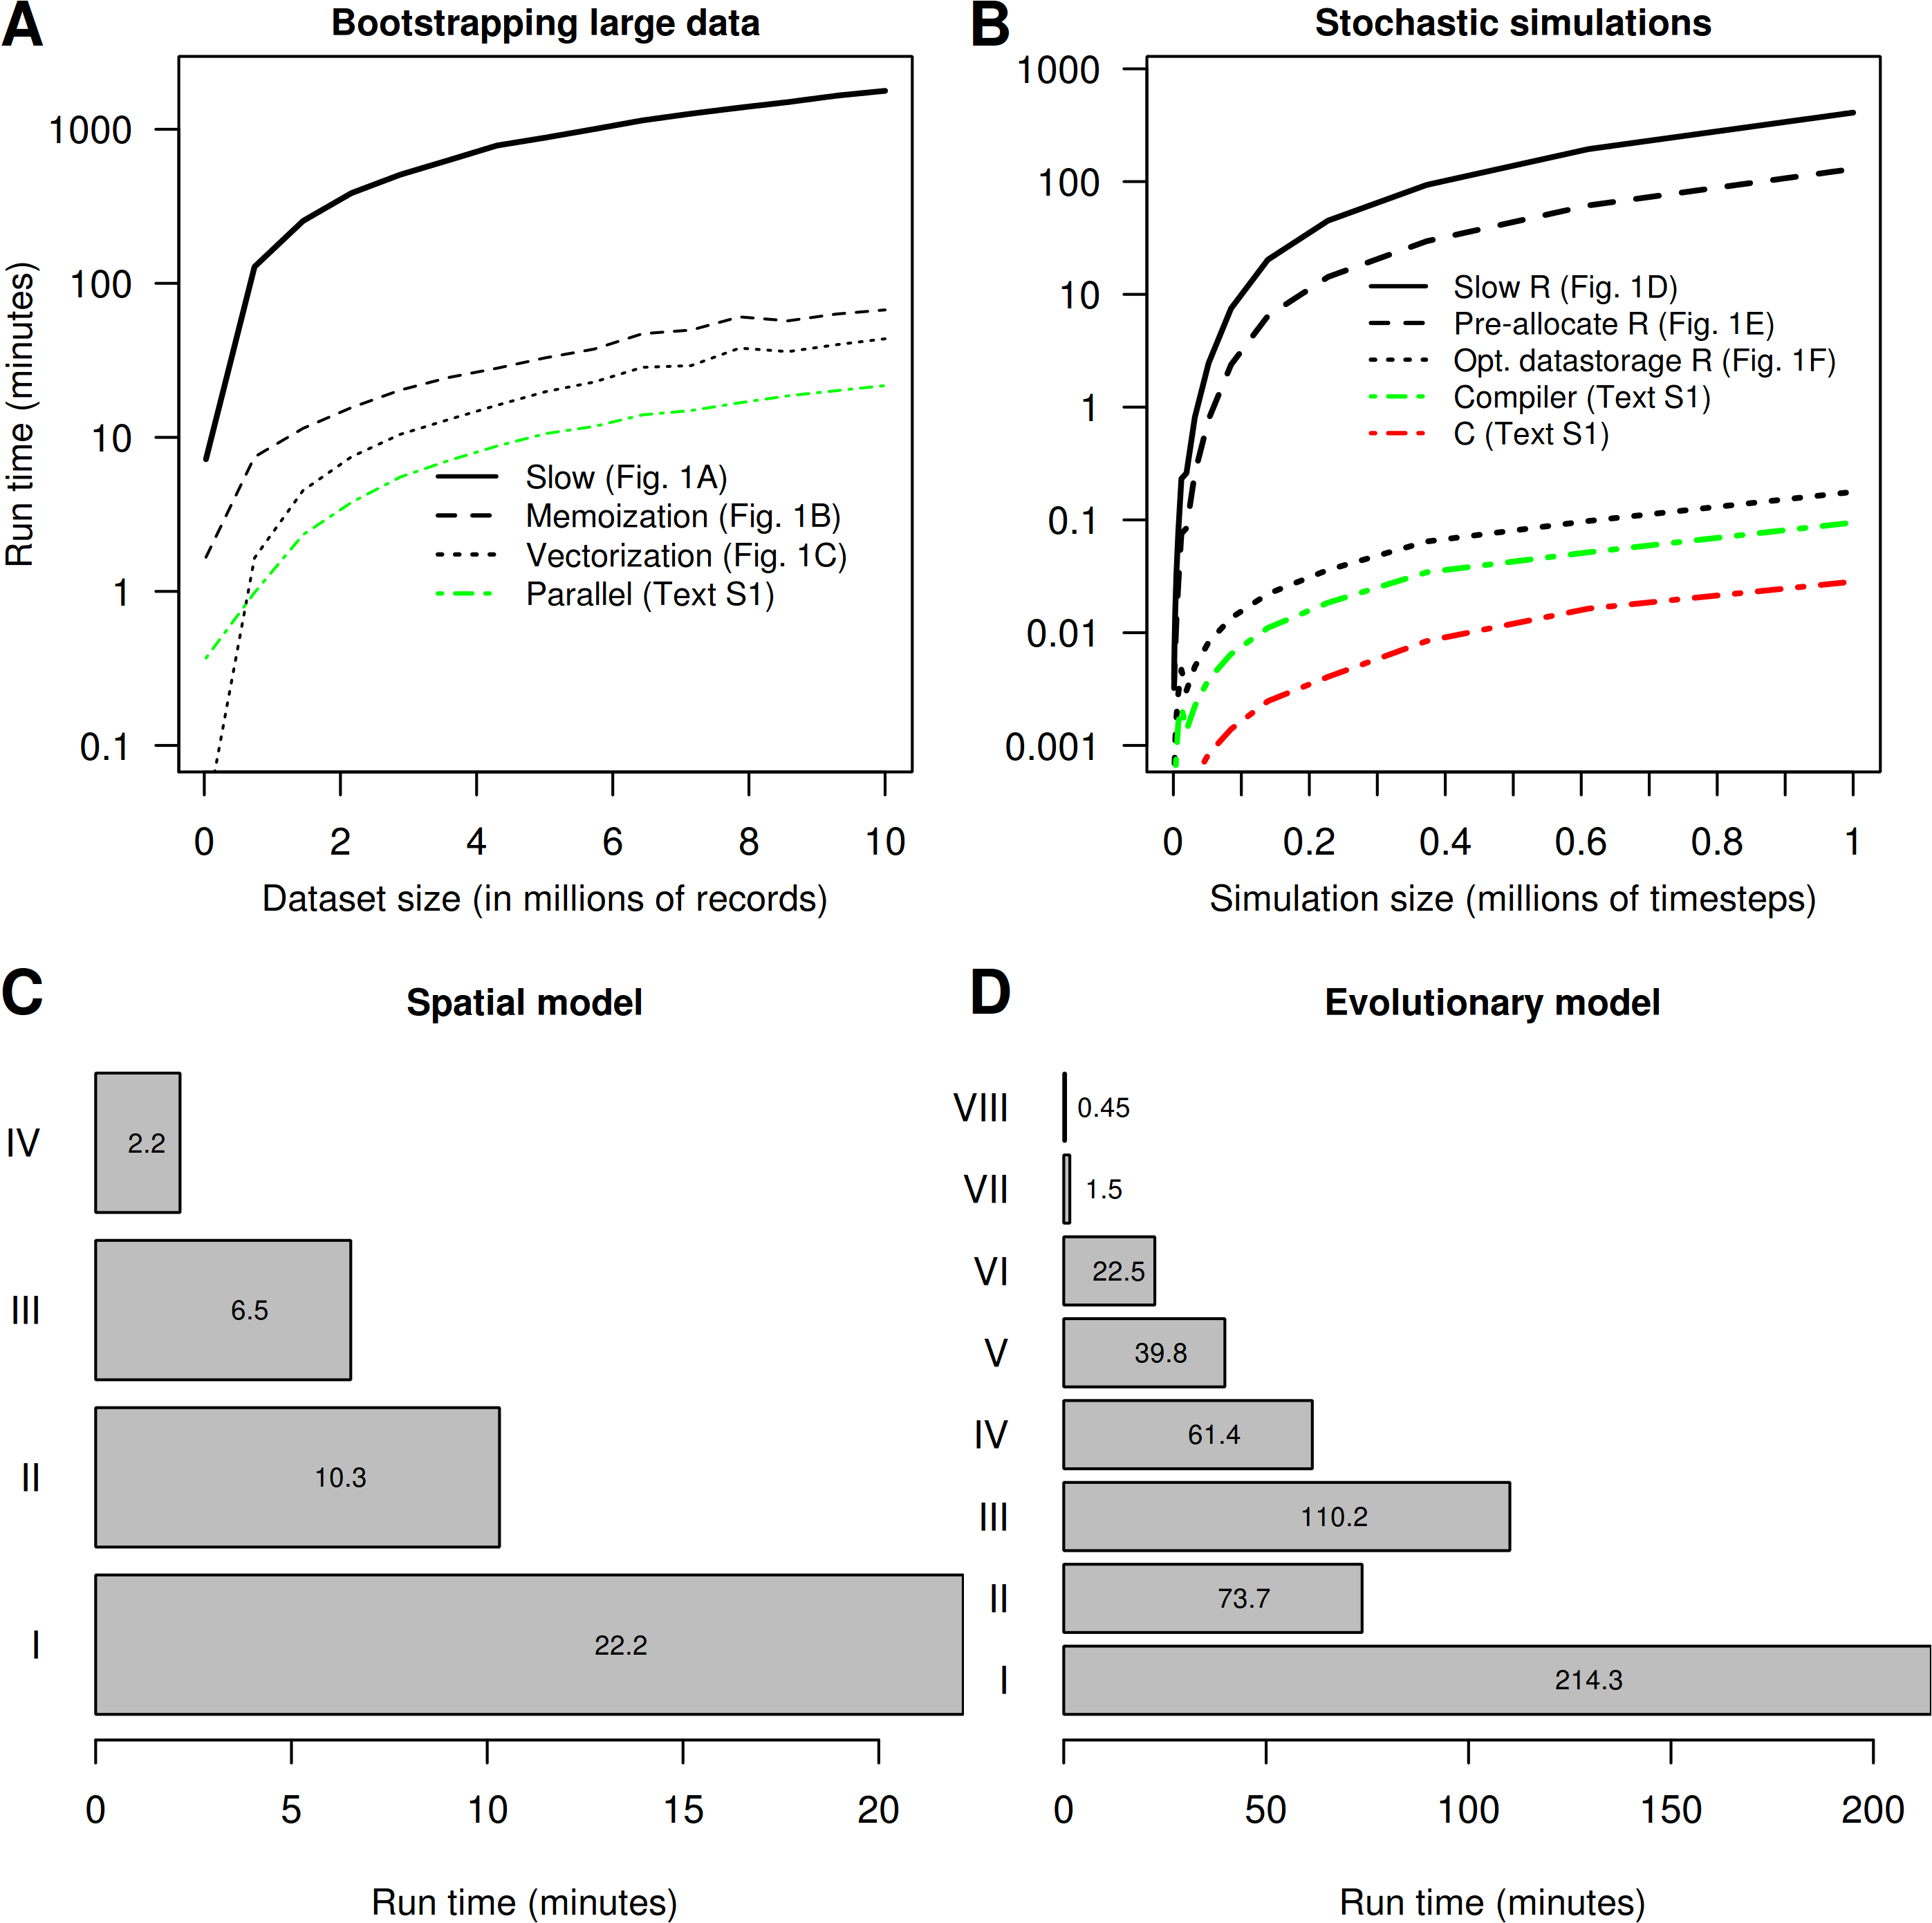 A
Bootstrapping large data
Run time (minutes)
1000
100
10
1
0.1
Slow (Fig. 1A)
Memoization (Fig. 1B)
Vectorization (Fig. 1C)
Parallel (Text S1)
0 2 4 6 8 10
Dataset size (in millions of records)
B
Stochastic simulations
1000
100
10
1
0.1
0.01
0.001
Slow R (Fig. 1D)
Pre-allocate R (Fig. 1E)
Opt. datastorage R (Fig. 1F)
Compiler (Text S1)
C (Text S1)
0 0.2 0.4 0.6 0.8 1
Simulation size (millions of timesteps)
C
Spatial model
IV 2.2
III 6.5
II 10.3
I 22.2
0 5 10 15 20
Run time (minutes)
D
Evolutionary model
VIII 0.45
VII 1.5
VI 22.5
V 39.8
IV 61.4
III 110.2
II 73.7
I 214.3
0 50 100 150 200
Run time (minutes)